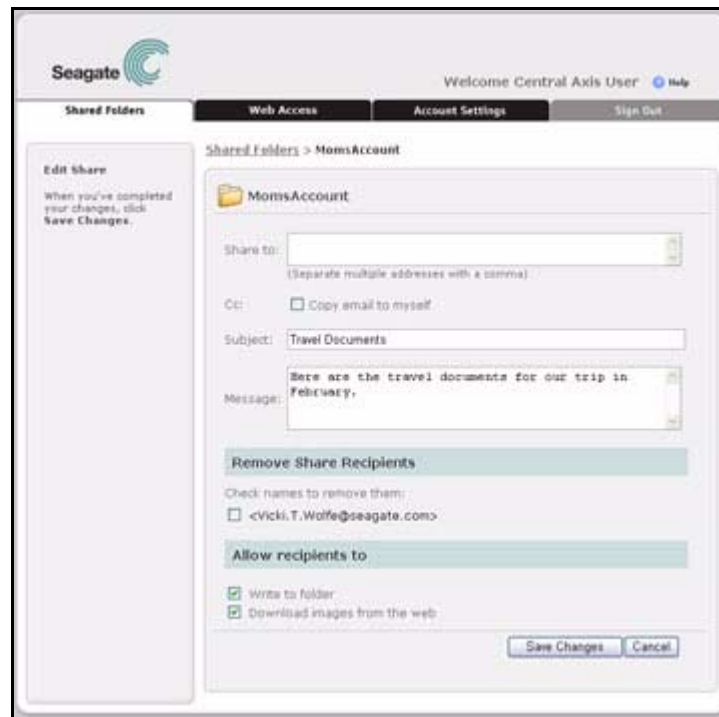 Seagate
Welcome Central Axis User Help
Shared Folders Web Access Account Settings Sign Out
Shared Folders > MomsAccount
Edit Share
When you've completed
your changes, click
Save Changes.
MomsAccount
Share to:
(Separate multiple addresses with a comma)
Cc: Copy email to myself
Subject: Travel Documents
Message: Here are the travel documents for our trip in
February.
Remove Share Recipients
Check names to remove them:
<Vicki.T.Wolfe@seagate.com>
Allow recipients to
Write to folder
Download images from the web
Save Changes Cancel